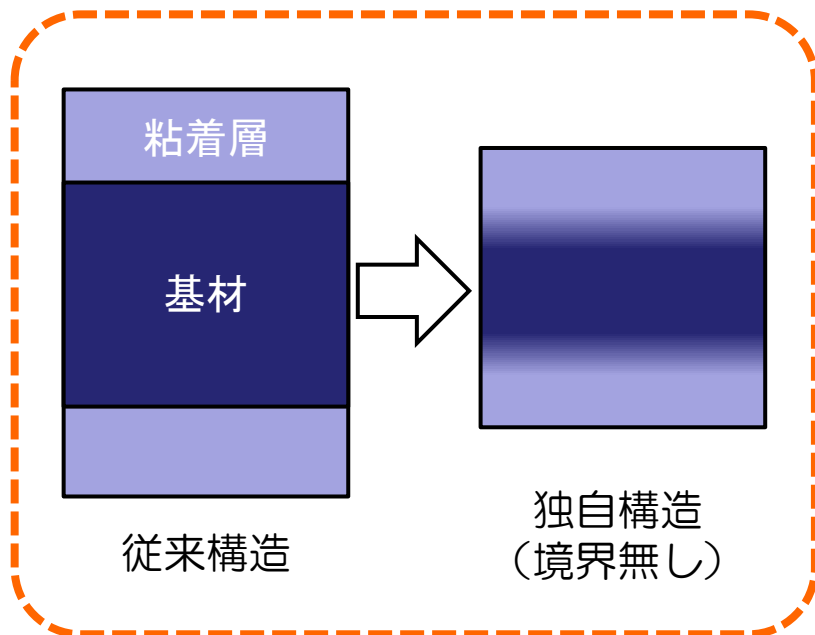 粘着層
基材
従来構造
独自構造
（境界無し）